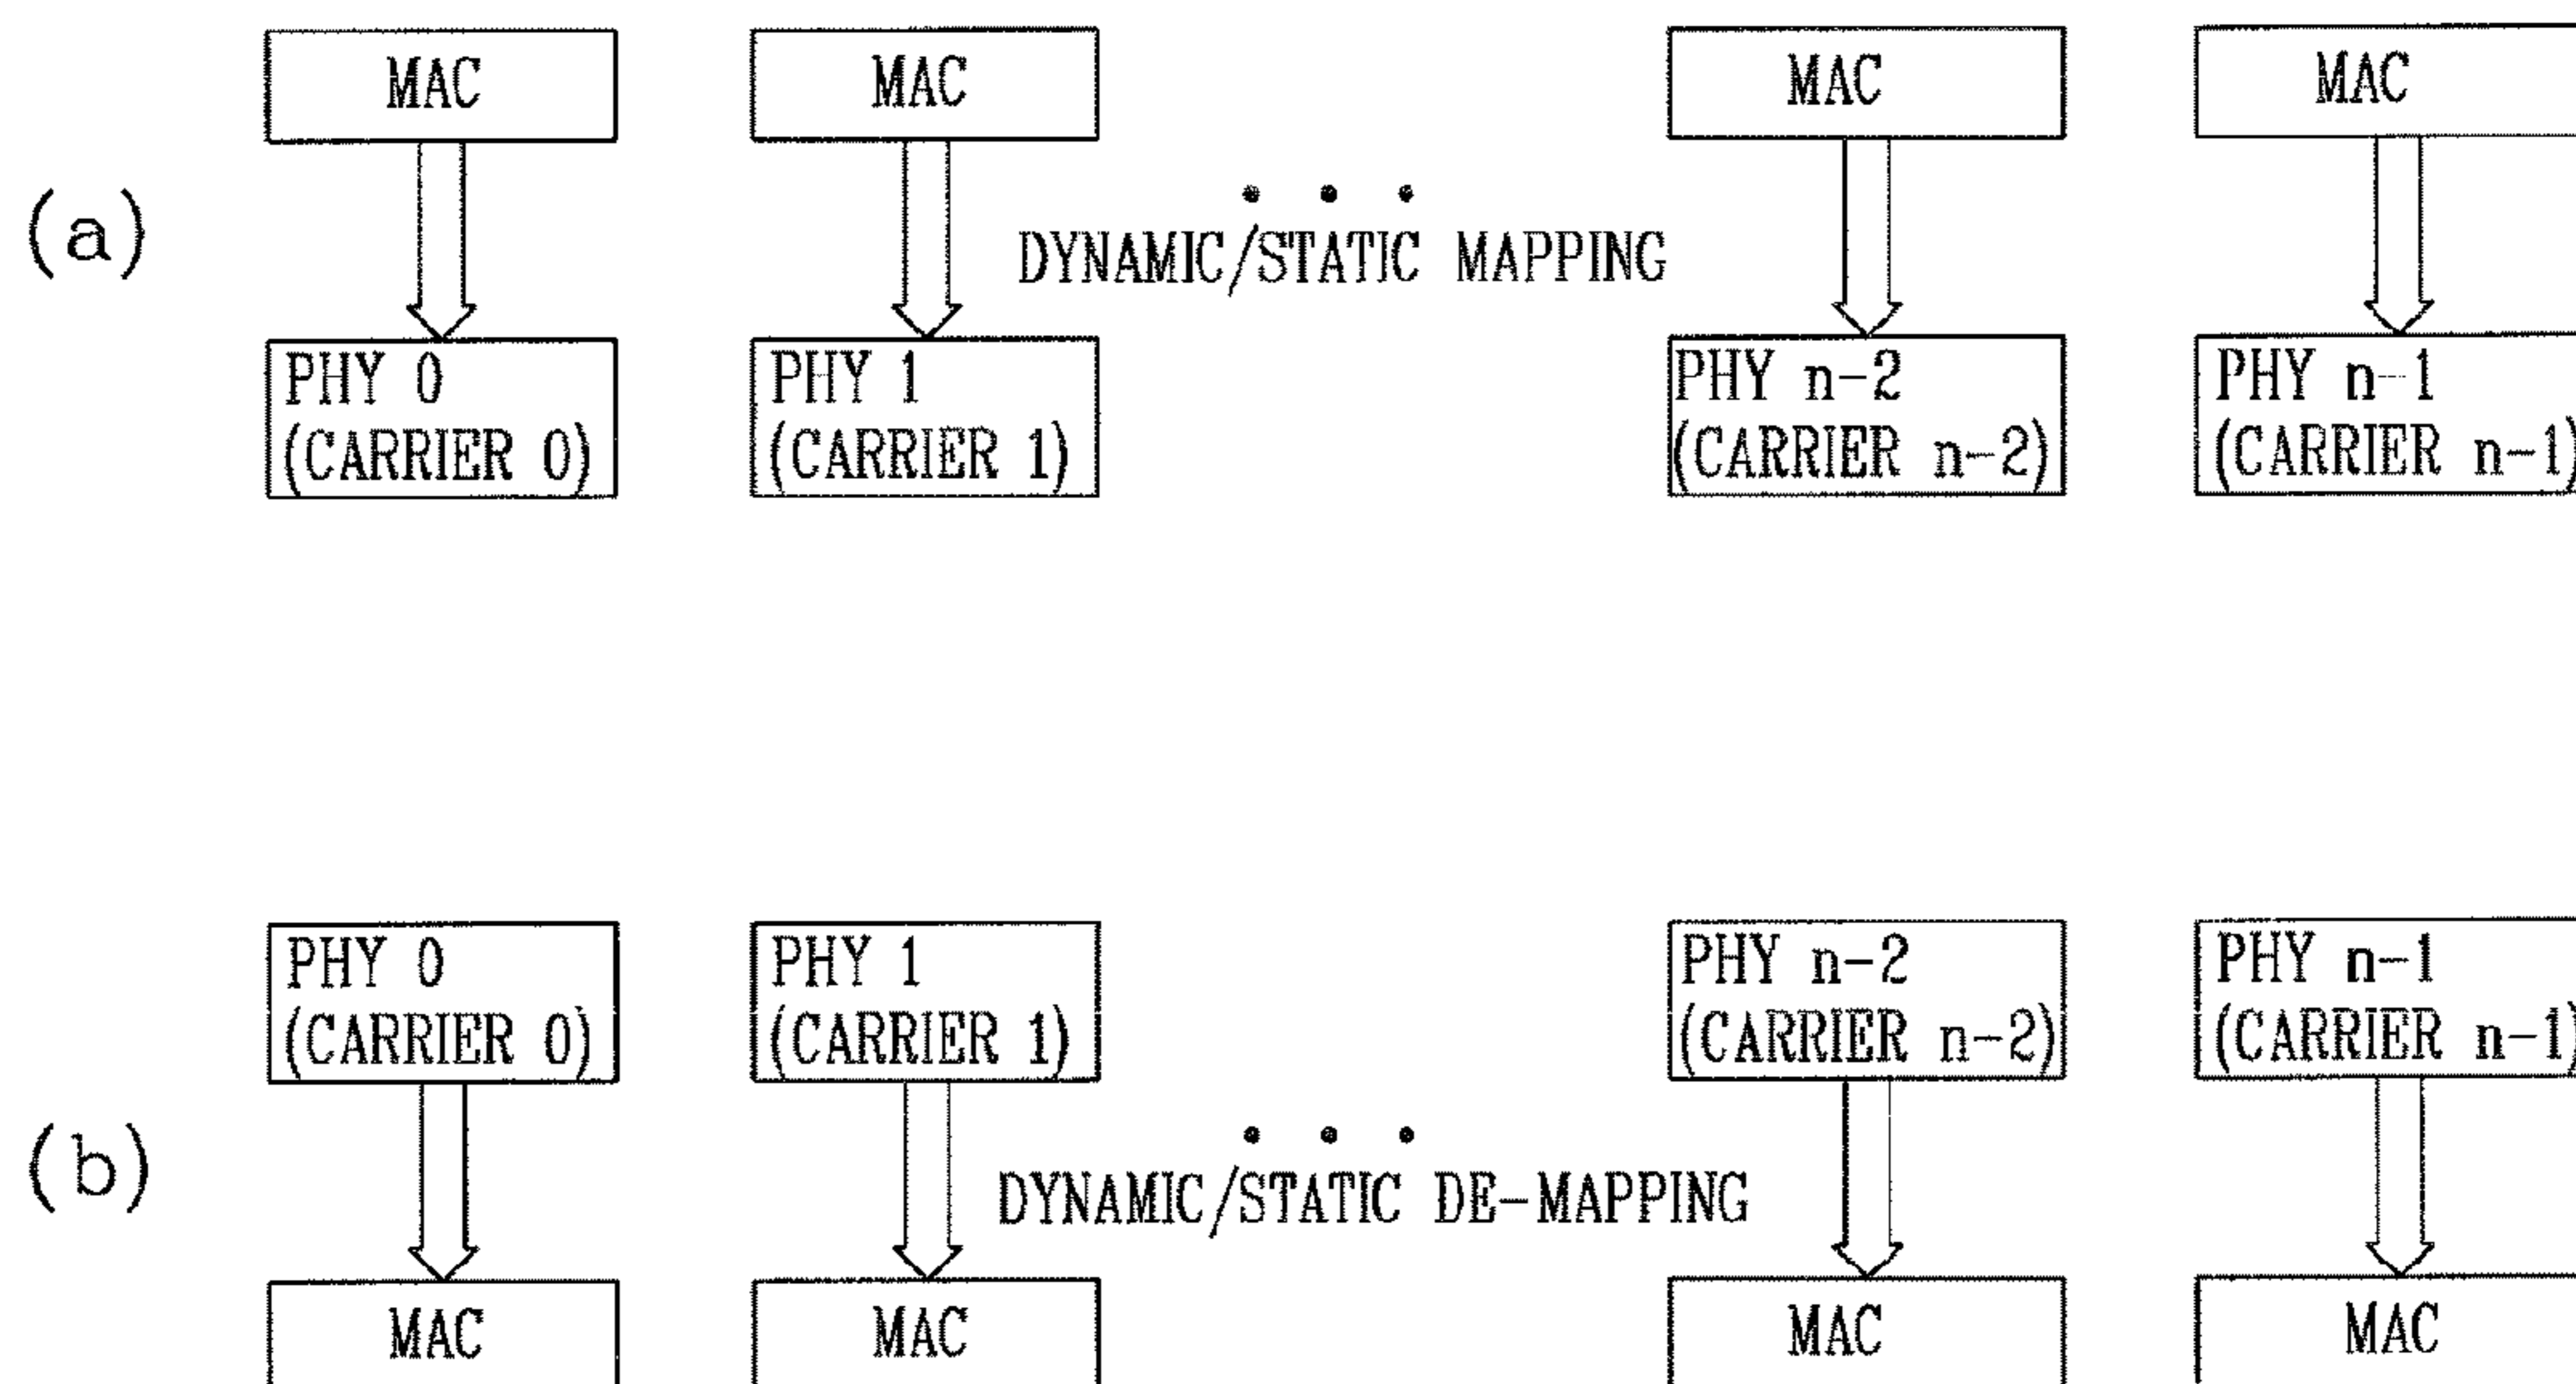 MAC MAC MAC MAC
(a)
DYNAMIC/STATIC MAPPING
PHY 0
(CARRIER 0)
PHY 1
(CARRIER 1)
PHY n-2
(CARRIER n-2)
PHY n-1
(CARRIER n-1)
PHY 0
(CARRIER 0)
PHY 1
(CARRIER 1)
PHY n-2
(CARRIER n-2)
PHY n-1
(CARRIER n-1)
(b)
DYNAMIC/STATIC DE-MAPPING
MAC MAC MAC MAC